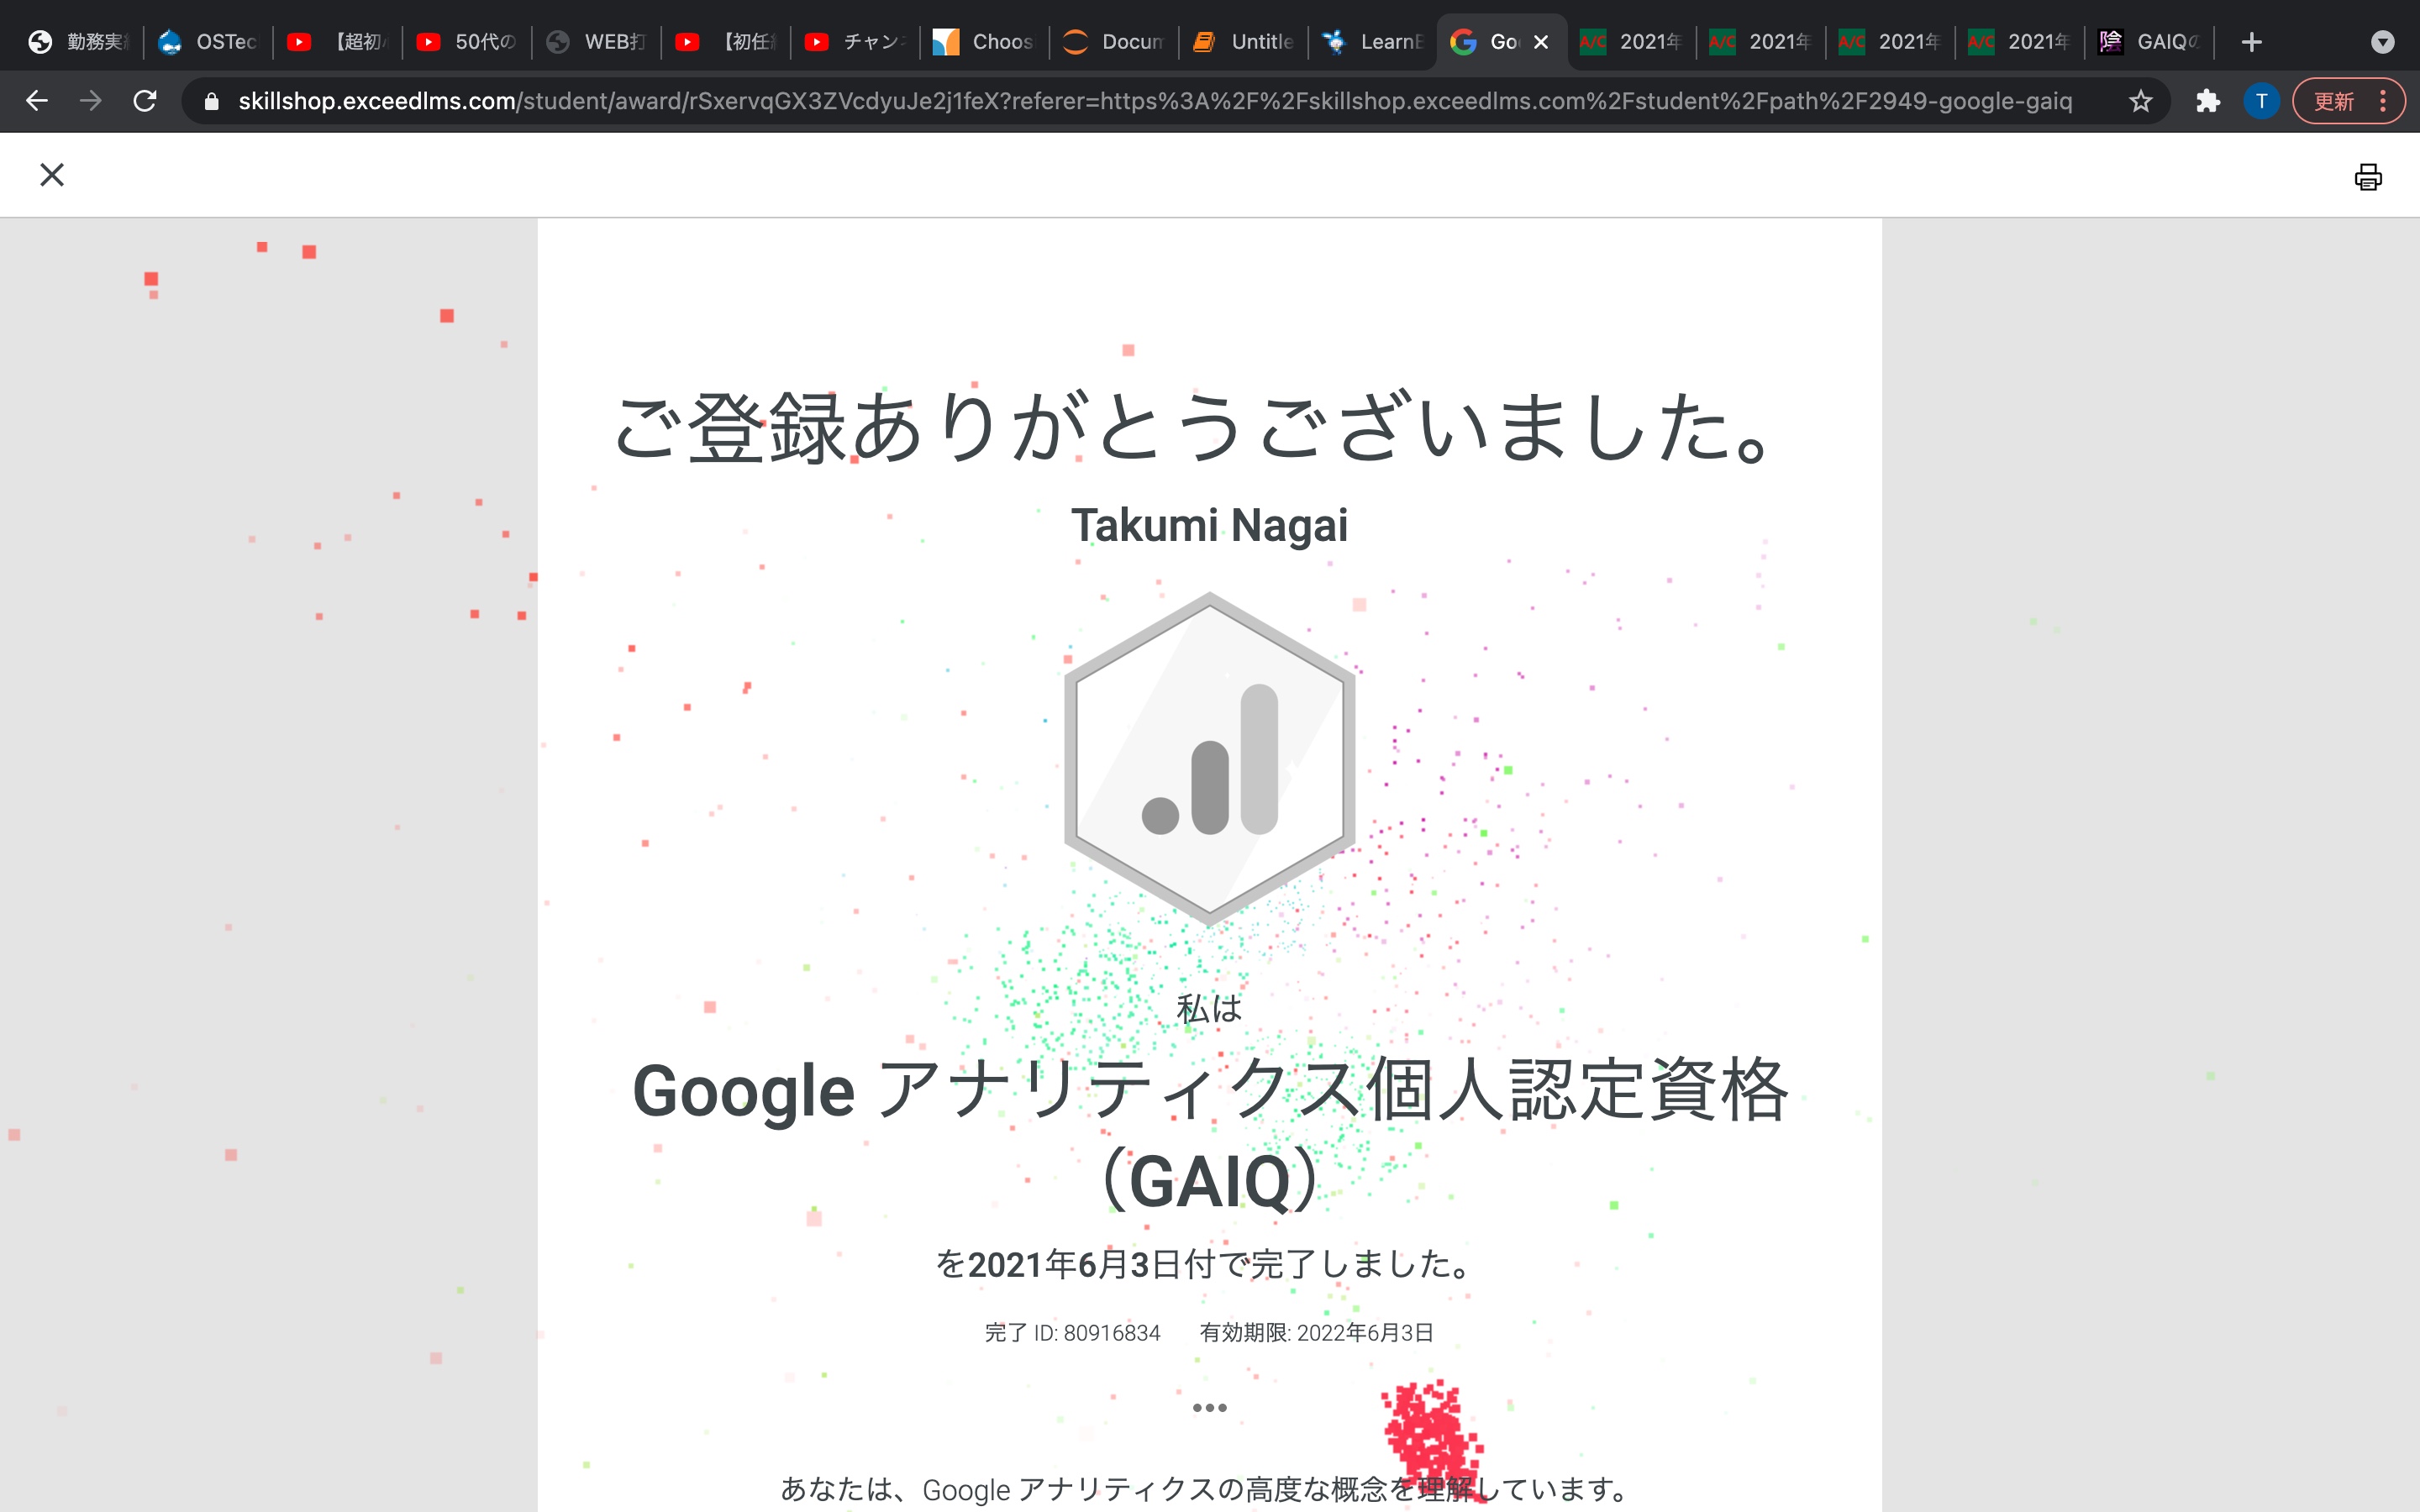 勤務実
OSTec
【超初
50代の
WEB打
【初任
チャン
Choos
Docum
Untitle
Learn
Go
A/C 2021年
A/C 2021年
A/C 2021年
A/C 2021年
陰 GAIQの
skillshop.exceedlms.com/student/award/rSxervqGX3ZVcdyuJe2j1feX?referer=https%3A%2F%2Fskillshop.exceedlms.com%2Fstudent%2Fpath%2F2949-google-gaiq
T
更新
ご登録ありがとうございました。
Takumi Nagai
私は
Google アナリティクス個人認定資格
（GAIQ）
を2021年6月3日付で完了しました。
完了 ID: 80916834 有効期限: 2022年6月3日
あなたは、Google アナリティクスの高度な概念を理解しています。